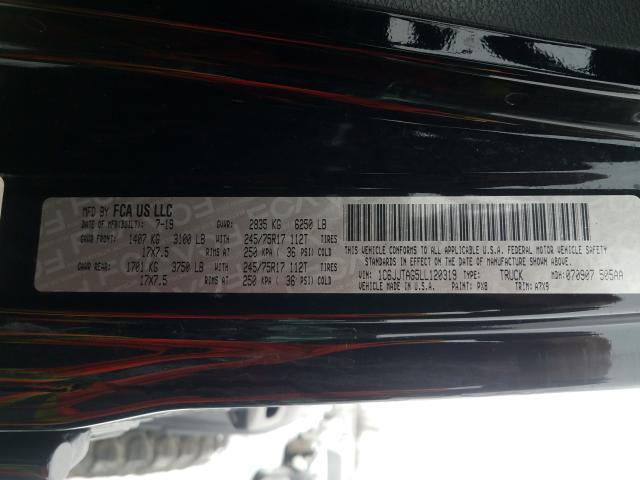 MFD BY FCA US LLC
DATE OF MFR(BUILT): 7-19 GVWR: 2835 KG 6250 LB
GAWR FRONT: 1407 KG 3100 LB WITH 245/75R17 112T TIRES
17X7.5 RIMS AT 250 KPA ( 36 PSI) COLD
GAWR REAR: 1701 KG 3750 LB WITH 245/75R17 112T TIRES
17X7.5 RIMS AT 250 KPA ( 36 PSI) COLD
THIS VEHICLE CONFORMS TO ALL APPLICABLE U.S.A. FEDERAL MOTOR VEHICLE SAFETY
STANDARDS IN EFFECT ON THE DATE OF MANUFACTURE SHOWN ABOVE.
VIN: 1C6JJTAG5LL120319 TYPE: TRUCK MDH: 070907 505AA
VEHICLE MADE IN U.S.A. PAINT: PX8 TRIM: A7X9